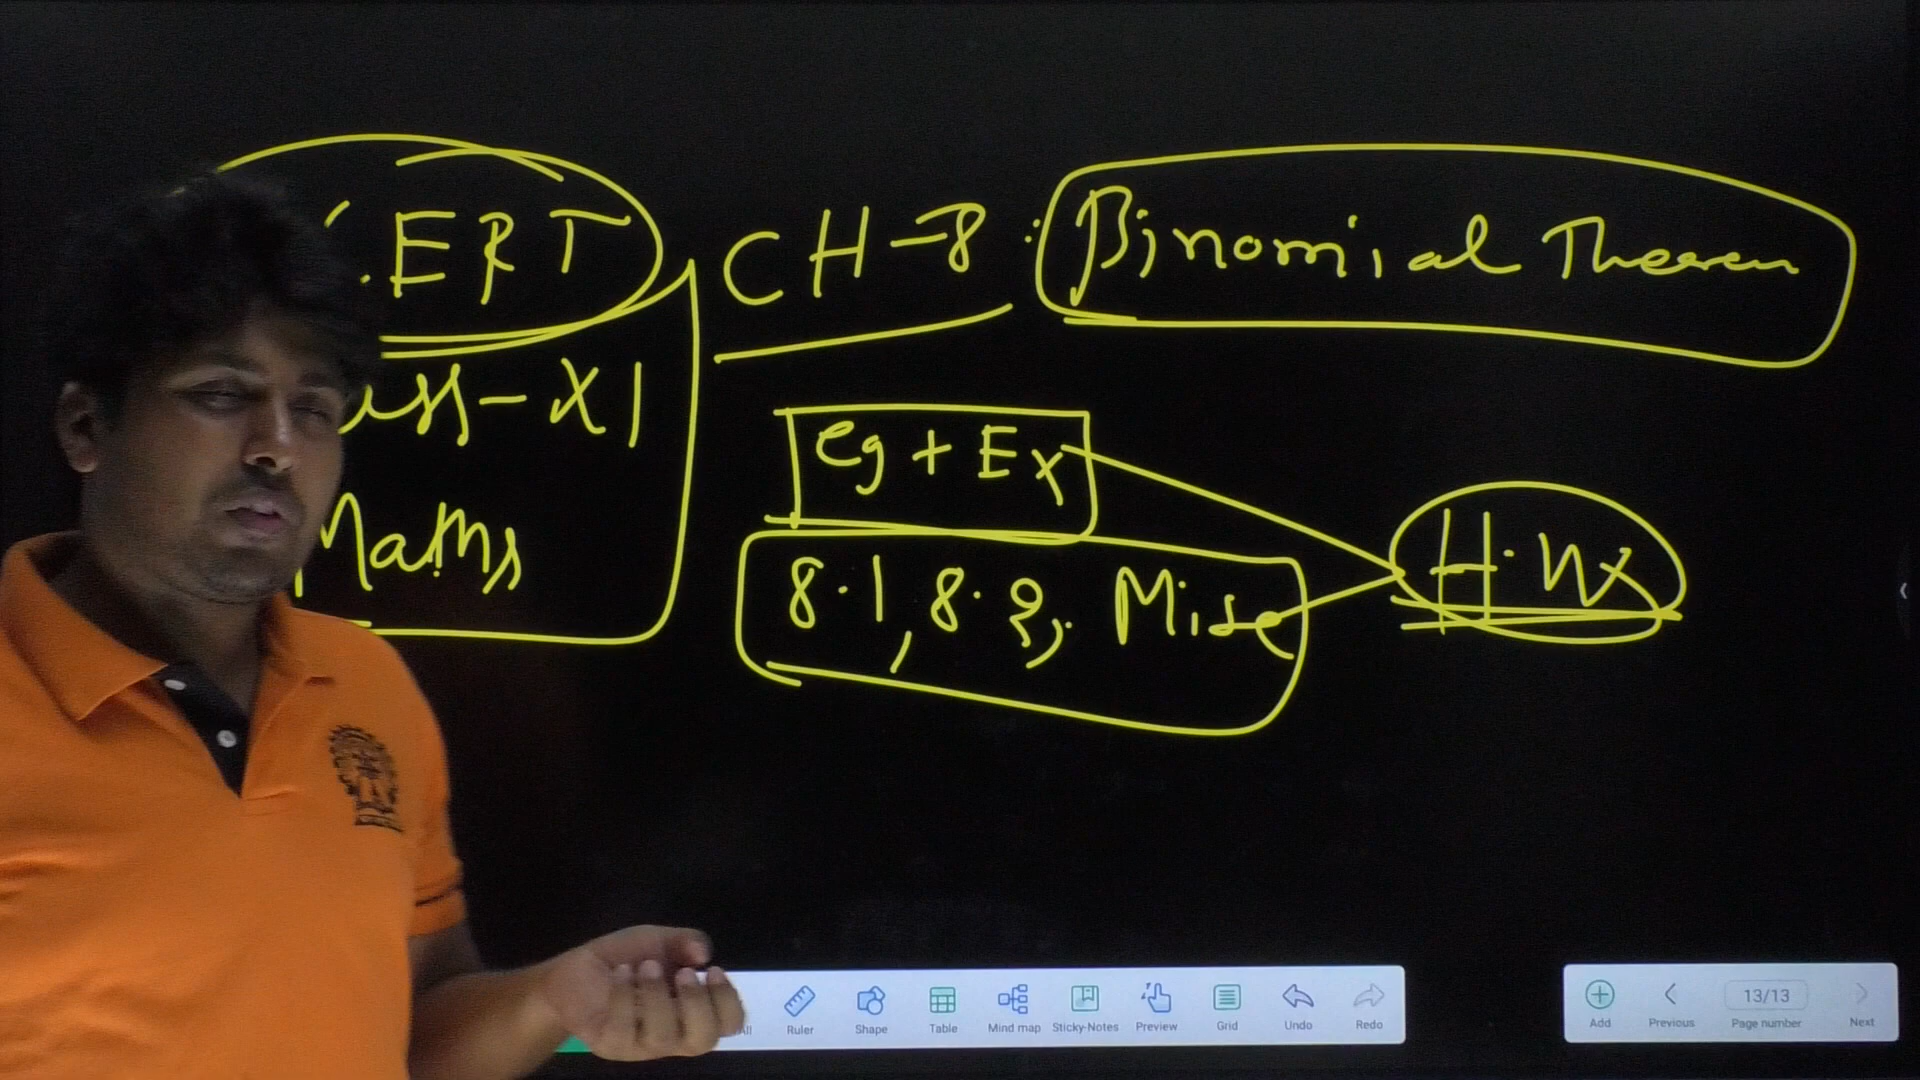 ERT CH-8 : Binomial Theorem
-XI
Maths
eg + Ex
8.1, 8.2, Misc
H.W
All Ruler Shape Table Mind map Sticky-Notes Preview Grid Undo Redo
Add Previous 13/13 Page number Next